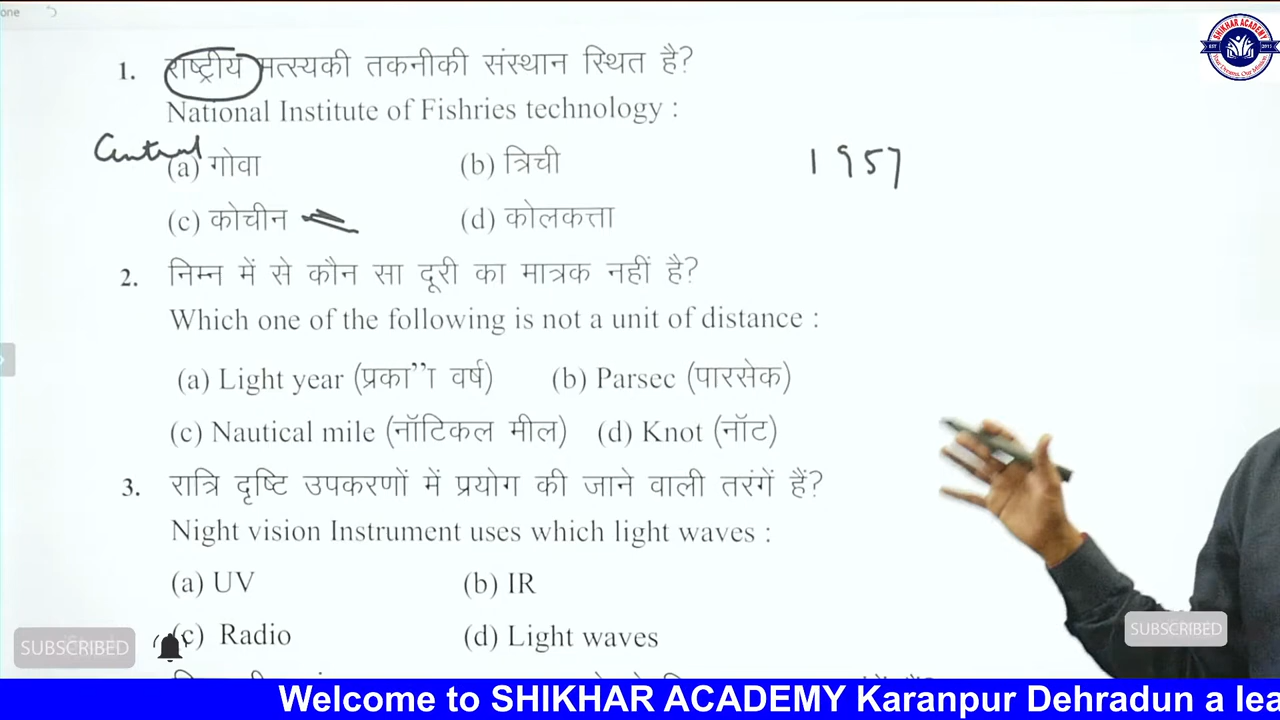 one
SHIKHAR ACADEMY
1. राष्ट्रीय मत्स्यकी तकनीकी संस्थान स्थित है?
National Institute of Fishries technology :
Central
(a) गोवा (b) त्रिची 1957
(c) कोचीन (d) कोलकत्ता
2. निम्न में से कौन सा दूरी का मात्रक नहीं है?
Which one of the following is not a unit of distance :
(a) Light year (प्रका”ा वर्ष) (b) Parsec (पारसेक)
(c) Nautical mile (नॉटिकल मील) (d) Knot (नॉट)
3. रात्रि दृष्टि उपकरणों में प्रयोग की जाने वाली तरंगें हैं?
Night vision Instrument uses which light waves :
(a) UV (b) IR
(c) Radio (d) Light waves
SUBSCRIBED SUBSCRIBED
Welcome to SHIKHAR ACADEMY Karanpur Dehradun a lea